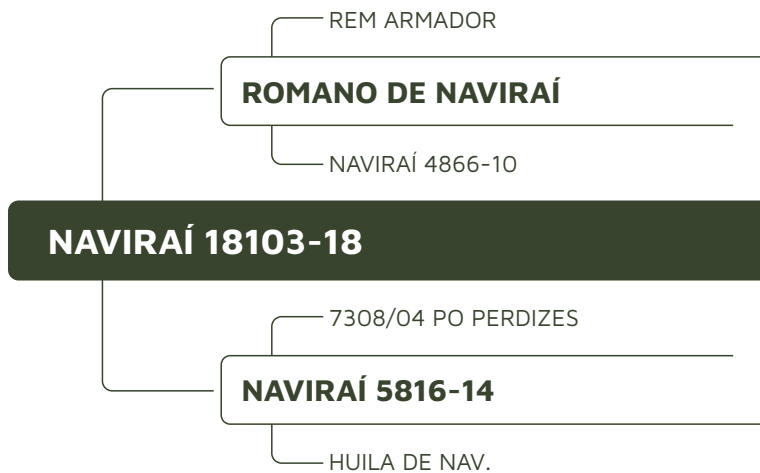 REM ARMADOR
ROMANO DE NAVIRAÍ
NAVIRAÍ 4866-10
NAVIRAÍ 18103-18
7308/04 PO PERDIZES
NAVIRAÍ 5816-14
HUILA DE NAV.